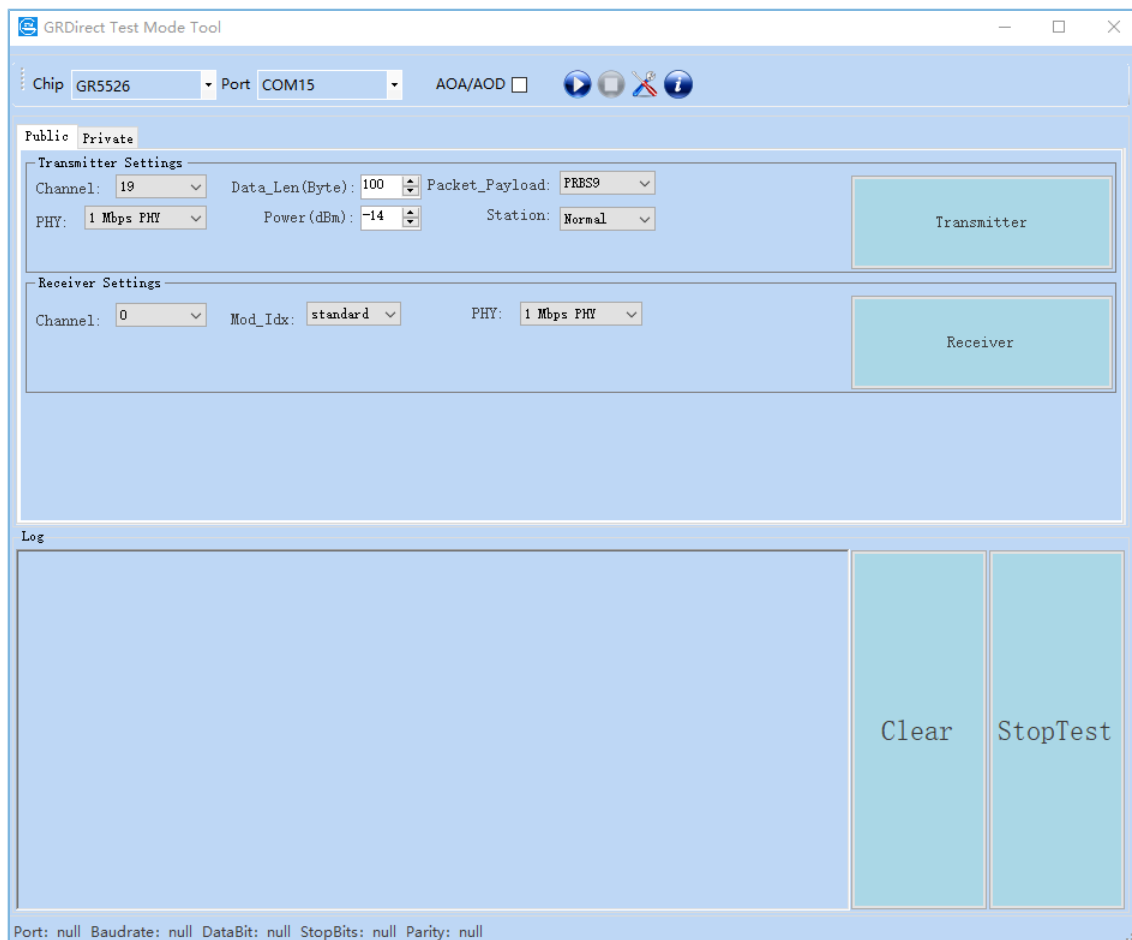 GRDirect Test Mode Tool
Chip GR5526 Port COM15 AOA/AOD
Public Private
Transmitter Settings
Channel: 19 Data_Len(Byte): 100 Packet_Payload: PRBS9
PHY: 1 Mbps PHY Power(dBm): -14 Station: Normal
Transmitter
Receiver Settings
Channel: 0 Mod_Idx: standard PHY: 1 Mbps PHY
Receiver
Log
Clear StopTest
Port: null Baudrate: null DataBit: null StopBits: null Parity: null